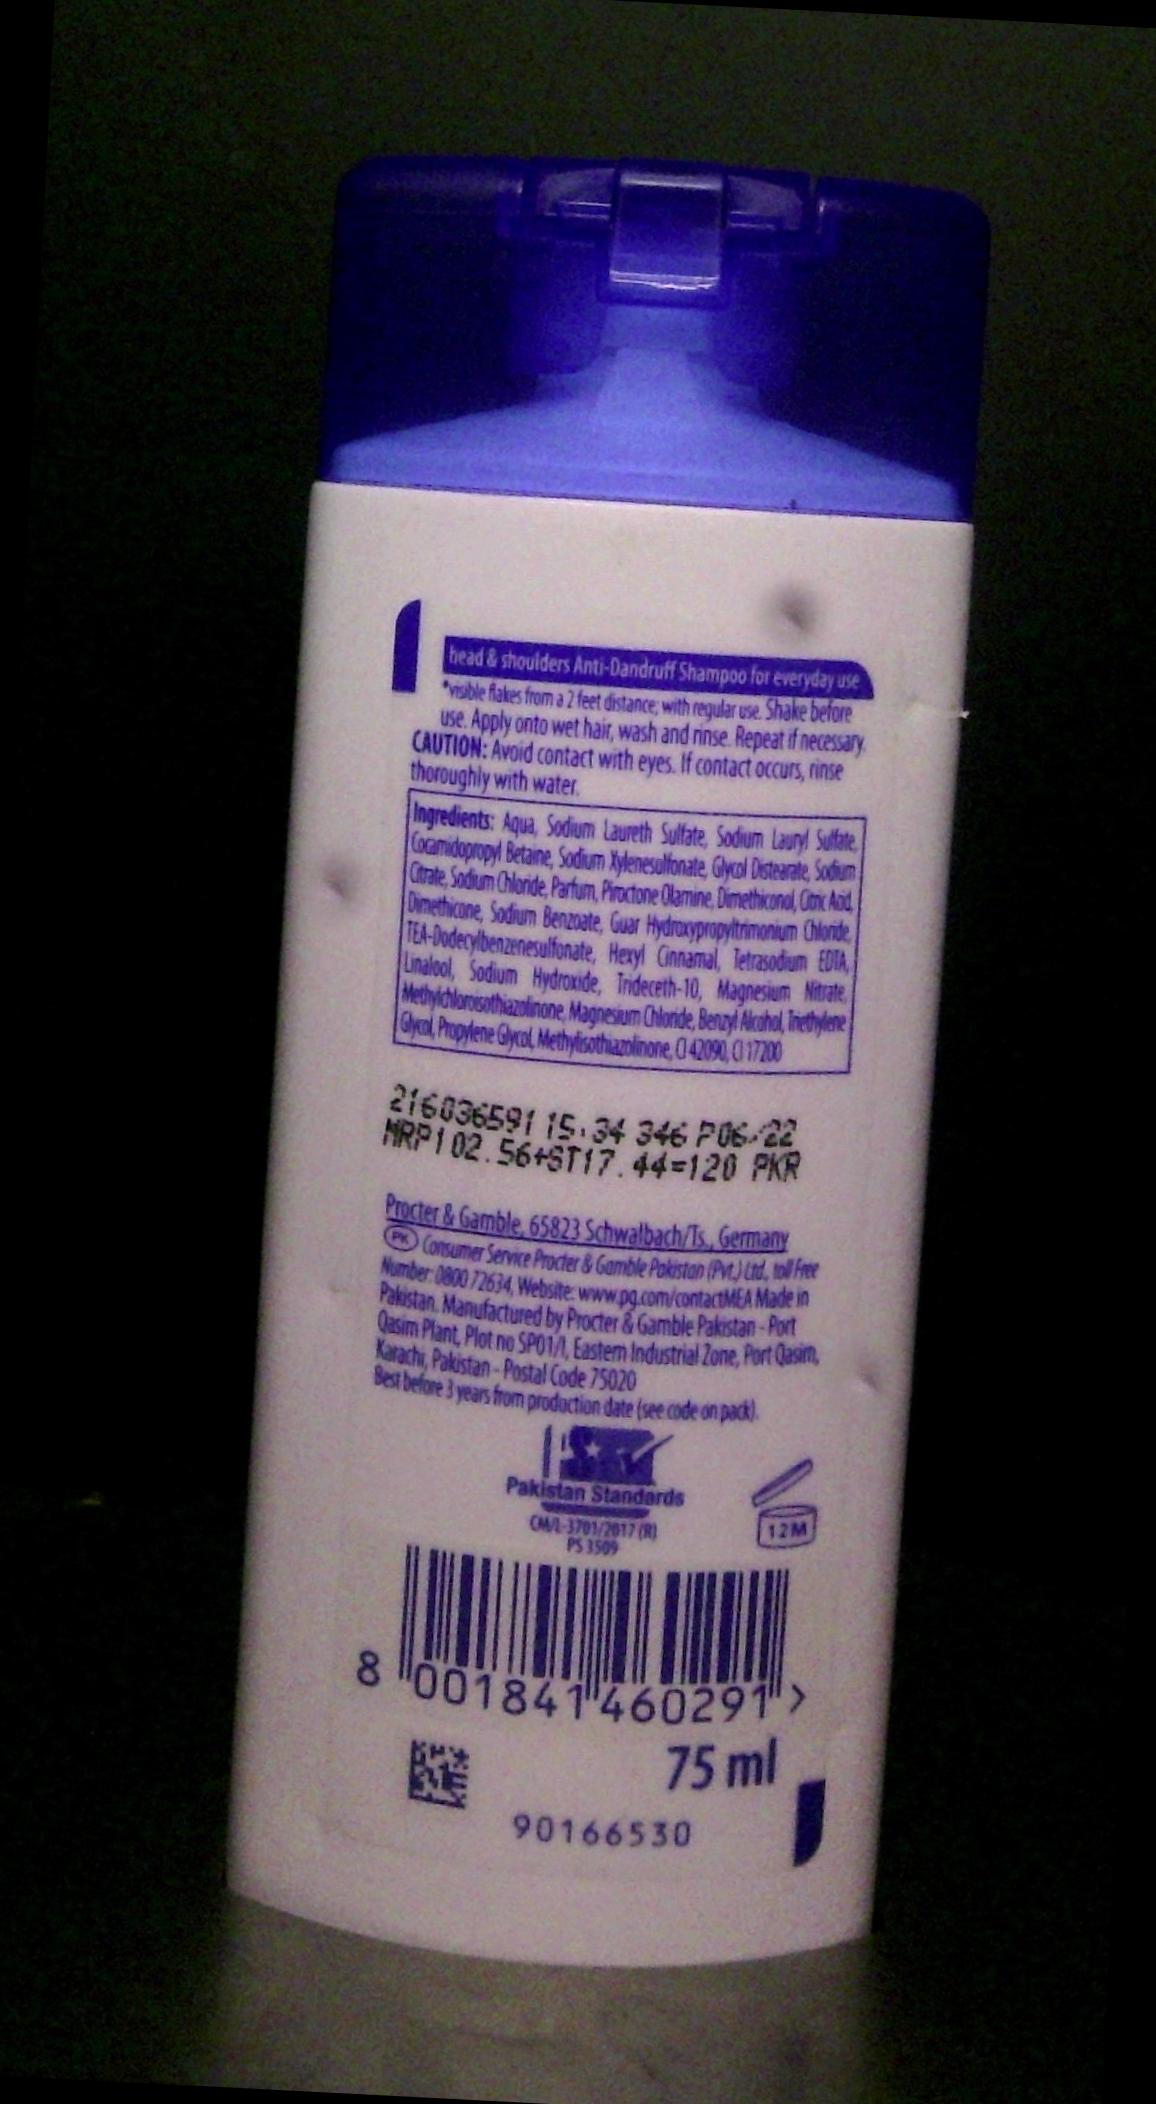 head & shoulders Anti-Dandruff Shampoo for everyday use
*visible flakes from a 2 feet distance, with regular use. Shake before
use. Apply onto wet hair, wash and rinse. Repeat if necessary.
CAUTION: Avoid contact with eyes. If contact occurs, rinse
thoroughly with water.
Ingredients: Aqua, Sodium Laureth Sulfate, Sodium Lauryl Sulfate,
Cocamidopropyl Betaine, Sodium Xylenesulfonate, Glycol Distearate, Sodium
Citrate, Sodium Chloride, Parfum, Piroctone Olamine, Dimethiconol, Citric Acid,
Dimethicone, Sodium Benzoate, Guar Hydroxypropyltrimonium Chloride,
TEA-Dodecylbenzenesulfonate, Hexyl Cinnamal, Tetrasodium EDTA,
Linalool, Sodium Hydroxide, Trideceth-10, Magnesium Nitrate,
Methylchloroisothiazolinone, Magnesium Chloride, Benzyl Alcohol, Triethylene
Glycol, Propylene Glycol, Methylisothiazolinone, CI 42090, CI 17200
216036591 15:34 346 P06/22
MRP102.56+ST17.44=120 PKR
Procter & Gamble, 65823 Schwalbach/Ts., Germany
PK Consumer Service Procter & Gamble Pakistan (Pvt.) Ltd., toll Free
Number: 0800 72634, Website: www.pg.com/contactMEA Made in
Pakistan. Manufactured by Procter & Gamble Pakistan - Port
Qasim Plant, Plot no SP01/I, Eastern Industrial Zone, Port Qasim,
Karachi, Pakistan - Postal Code 75020
Best before 3 years from production date (see code on pack).
Pakistan Standards
CM/L-3701/2017 (R)
PS 3509
12M
8 001841 460291 >
75 ml
90166530